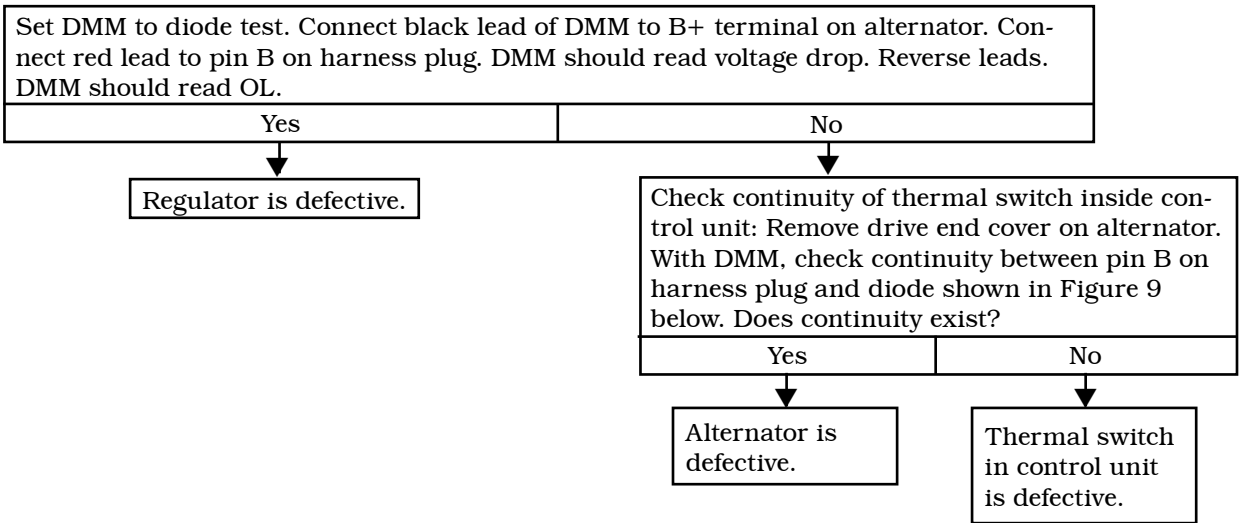 Set DMM to diode test. Connect black lead of DMM to B+ terminal on alternator. Con-
nect red lead to pin B on harness plug. DMM should read voltage drop. Reverse leads.
DMM should read OL.
Yes
No
Regulator is defective.
Check continuity of thermal switch inside con-
trol unit: Remove drive end cover on alternator.
With DMM, check continuity between pin B on
harness plug and diode shown in Figure 9
below. Does continuity exist?
Yes
No
Alternator is
defective.
Thermal switch
in control unit
is defective.